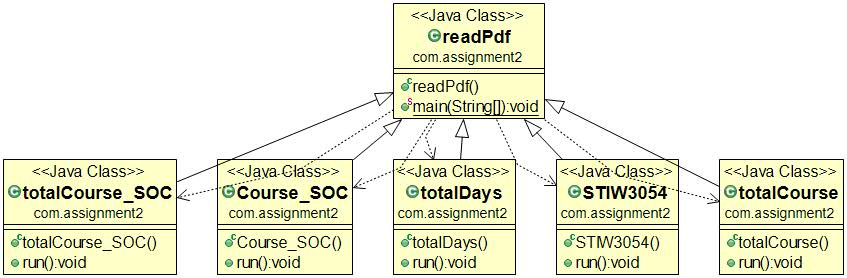 <<Java Class>>
readPdf
com.assignment2
readPdf()
main(String[]):void
<<Java Class>>
totalCourse_SOC
com.assignment2
totalCourse_SOC()
run():void
<<Java Class>>
Course_SOC
com.assignment2
Course_SOC()
run():void
<<Java Class>>
totalDays
com.assignment2
totalDays()
run():void
<<Java Class>>
STIW3054
com.assignment2
STIW3054()
run():void
<<Java Class>>
totalCourse
com.assignment2
totalCourse()
run():void